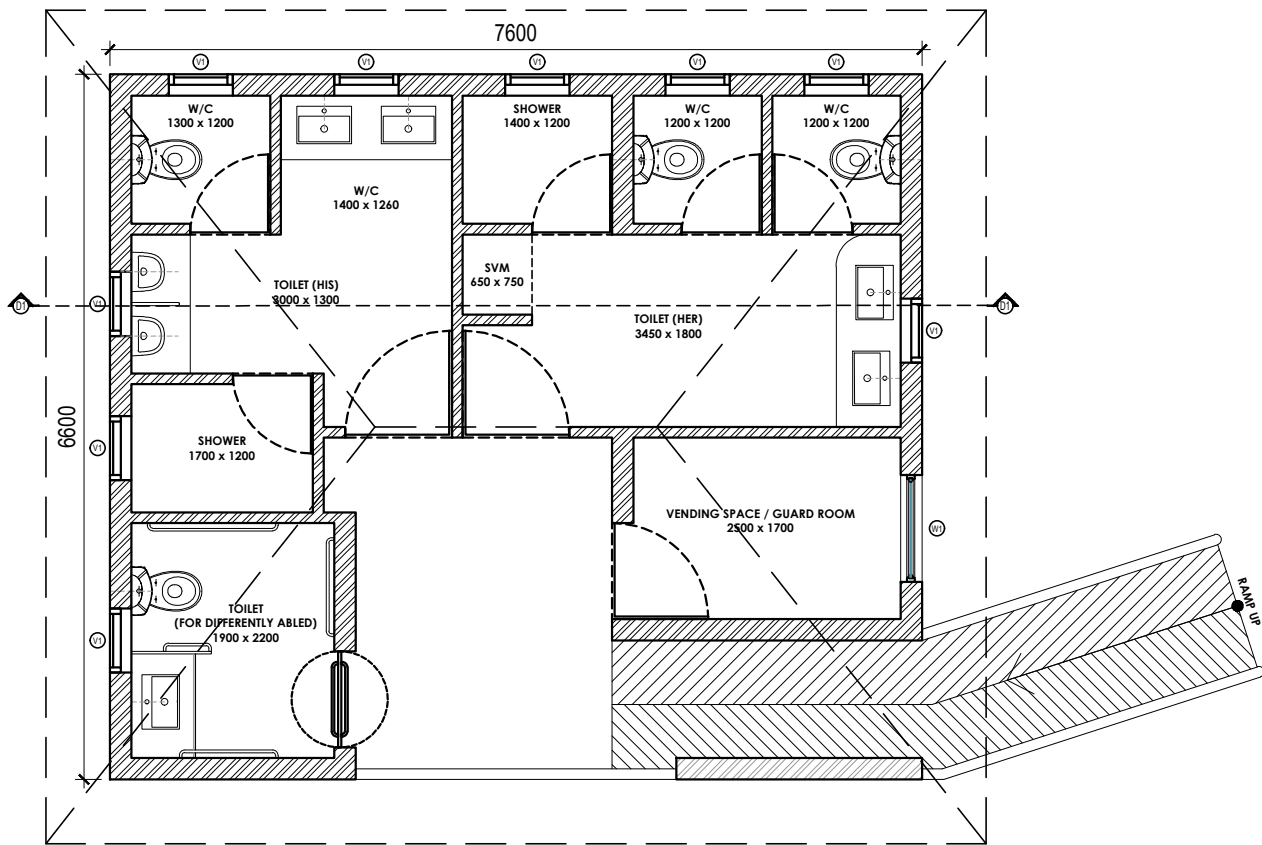 7600
V1
V1
V1
V1
V1
W/C
1300 x 1200
SHOWER
1400 x 1200
W/C
1200 x 1200
W/C
1200 x 1200
W/C
1400 x 1260
TOILET (HIS)
3000 x 1300
SVM
650 x 750
TOILET (HER)
3450 x 1800
D1
V1
D1
V1
6600
V1
SHOWER
1700 x 1200
VENDING SPACE / GUARD ROOM
2500 x 1700
W1
TOILET
(FOR DIFFERENTLY ABLED)
1900 x 2200
V1
RAMP UP